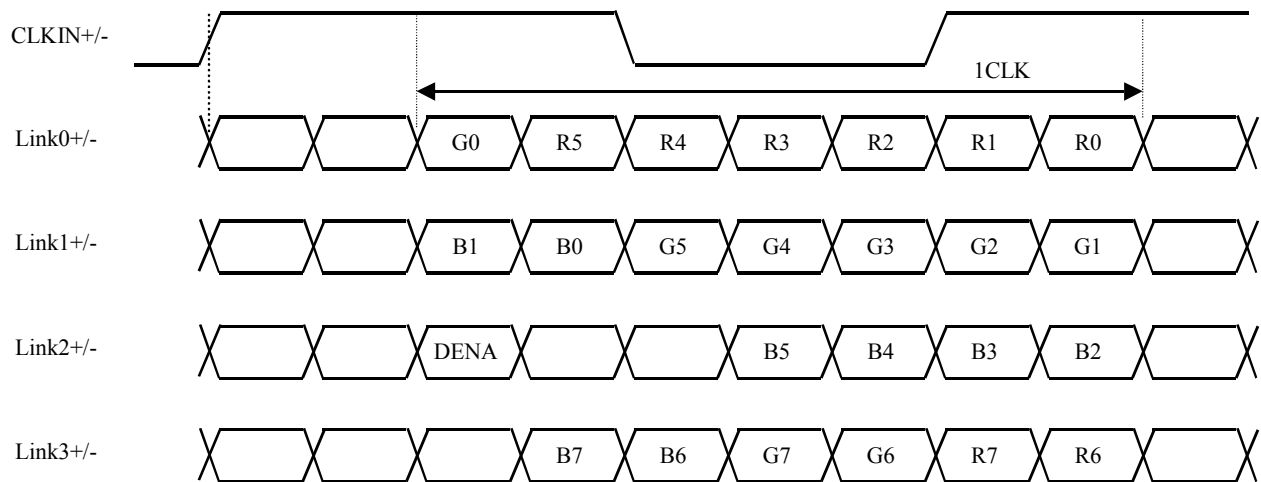 CLKIN+/-
1CLK
Link0+/- G0 R5 R4 R3 R2 R1 R0
Link1+/- B1 B0 G5 G4 G3 G2 G1
Link2+/- DENA B5 B4 B3 B2
Link3+/- B7 B6 G7 G6 R7 R6